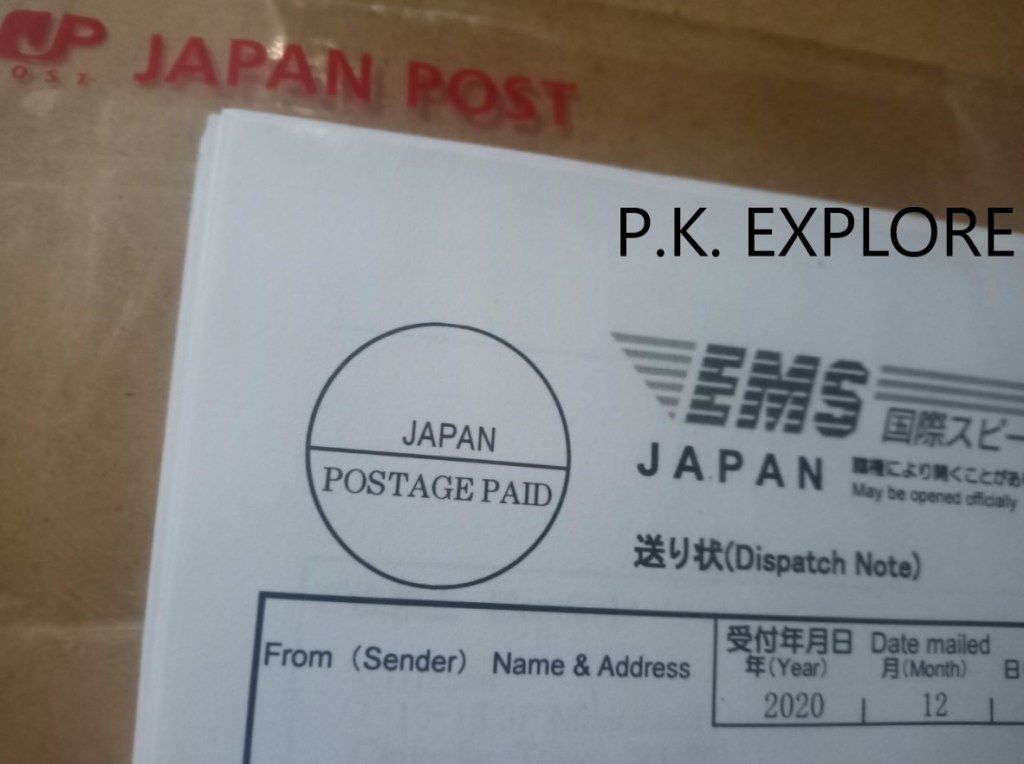 JP
POST
JAPAN POST
P.K. EXPLORE
JAPAN
POSTAGE PAID
EMS
国際スピー
JAPAN
May be opened officially
送り状(Dispatch Note)
From (Sender) Name & Address
受付年月日 Date mailed
年(Year) 月(Month) 日
2020 12